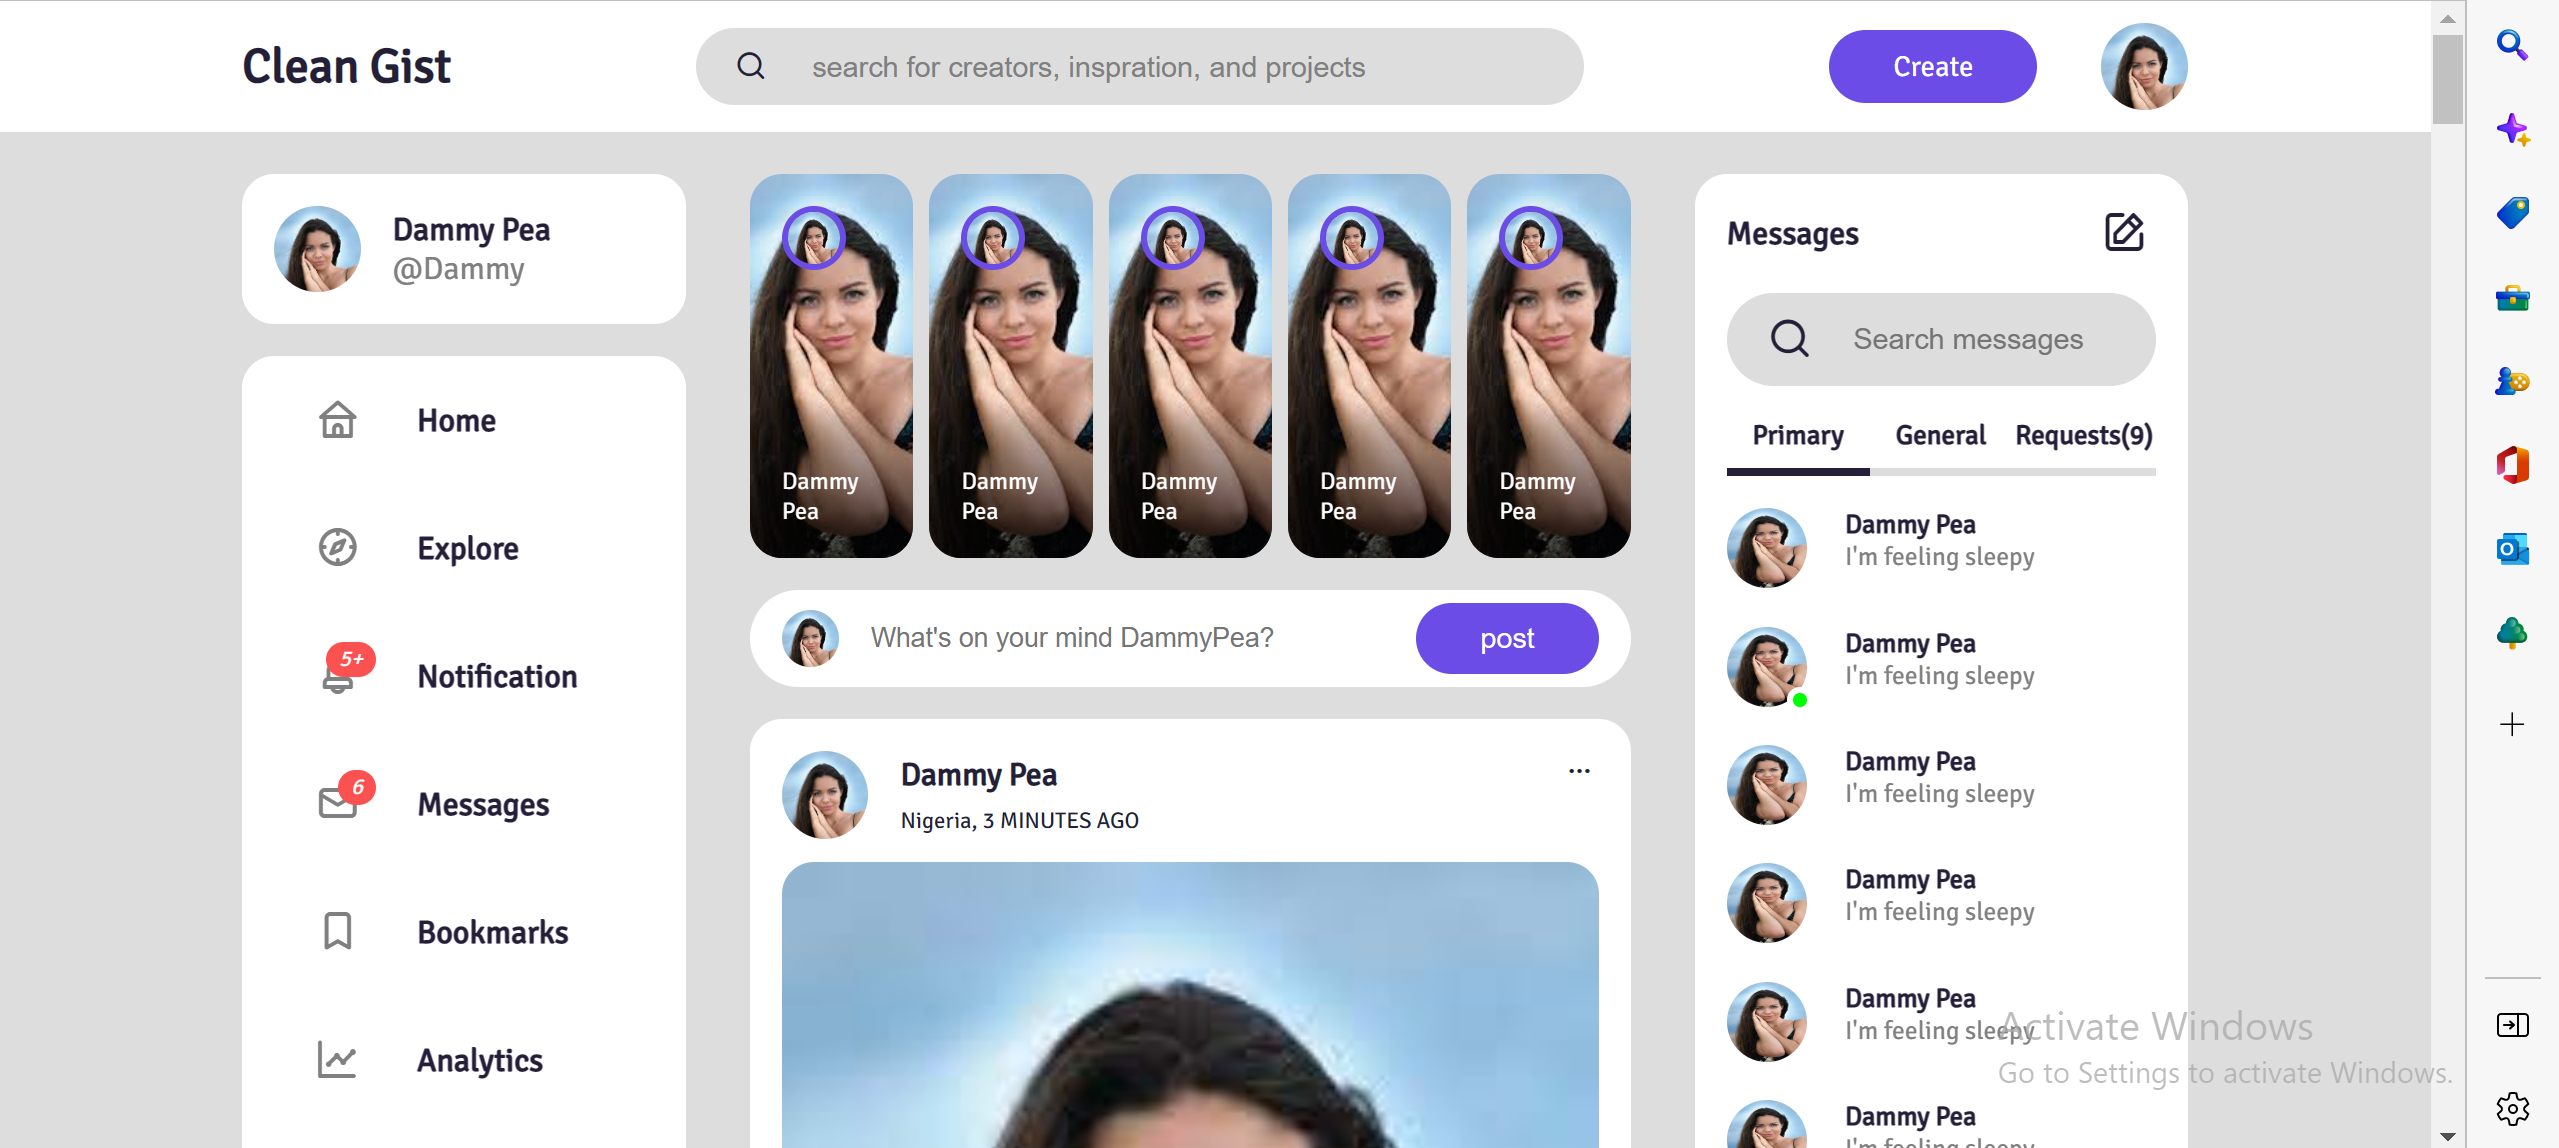 Clean Gist
search for creators, inspration, and projects
Create
Dammy Pea
@Dammy
Home
Explore
5+
Notification
6
Messages
Bookmarks
Analytics
Dammy
Pea
Dammy
Pea
Dammy
Pea
Dammy
Pea
Dammy
Pea
What's on your mind DammyPea?
post
Dammy Pea
Nigeria, 3 MINUTES AGO
Messages
Search messages
Primary General Requests(9)
Dammy Pea
I'm feeling sleepy
Dammy Pea
I'm feeling sleepy
Dammy Pea
I'm feeling sleepy
Dammy Pea
I'm feeling sleepy
Dammy Pea
I'm feeling sleepy
Dammy Pea
I'm feeling sleepy
Activate Windows
Go to Settings to activate Windows.